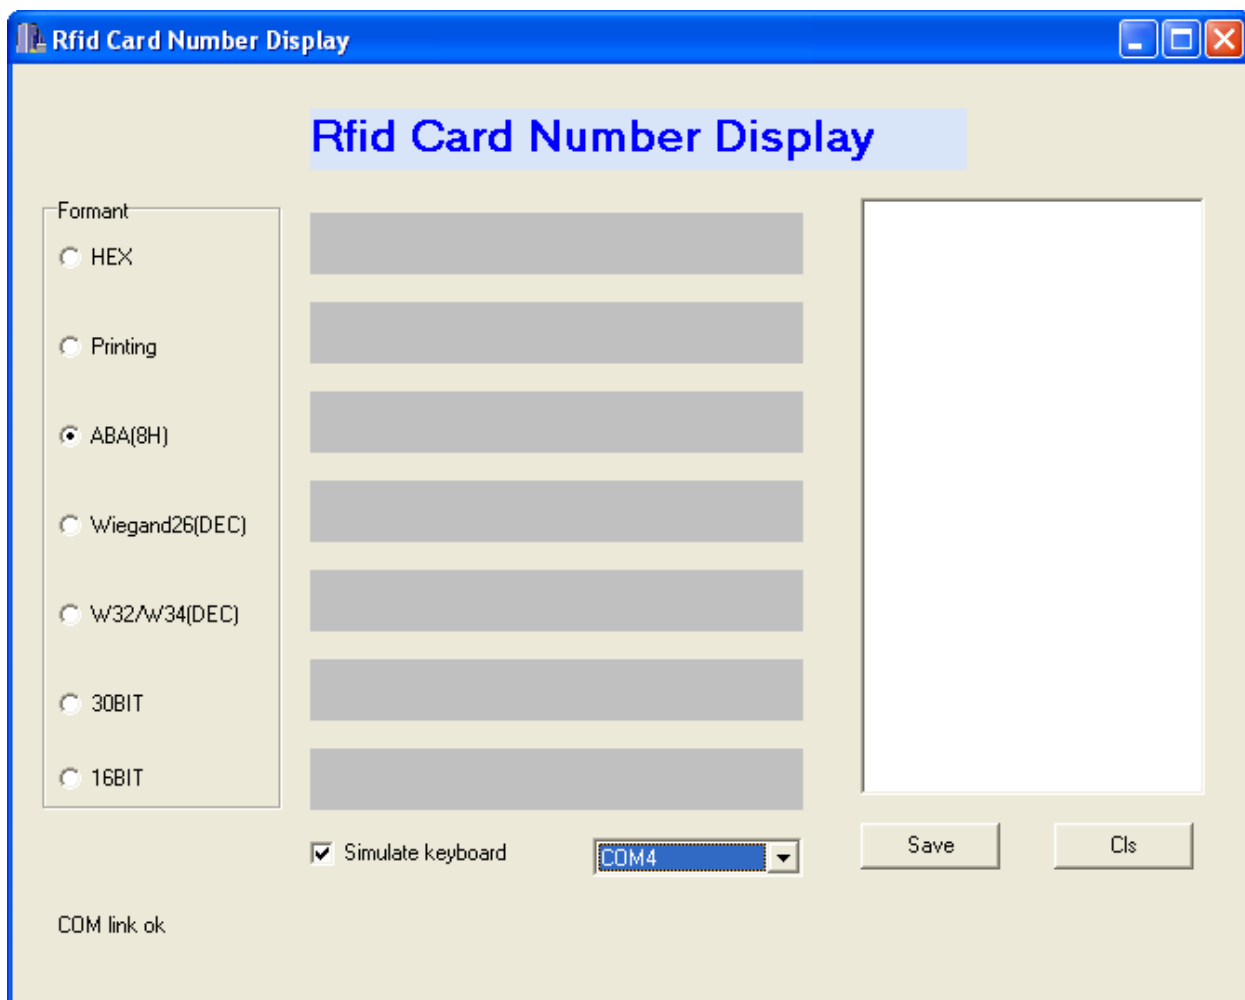 Rfid Card Number Display
Rfid Card Number Display
Formant
HEX
Printing
ABA(8H)
Wiegand26(DEC)
W32/W34(DEC)
30BIT
16BIT
Simulate keyboard
COM4
Save
Cls
COM link ok